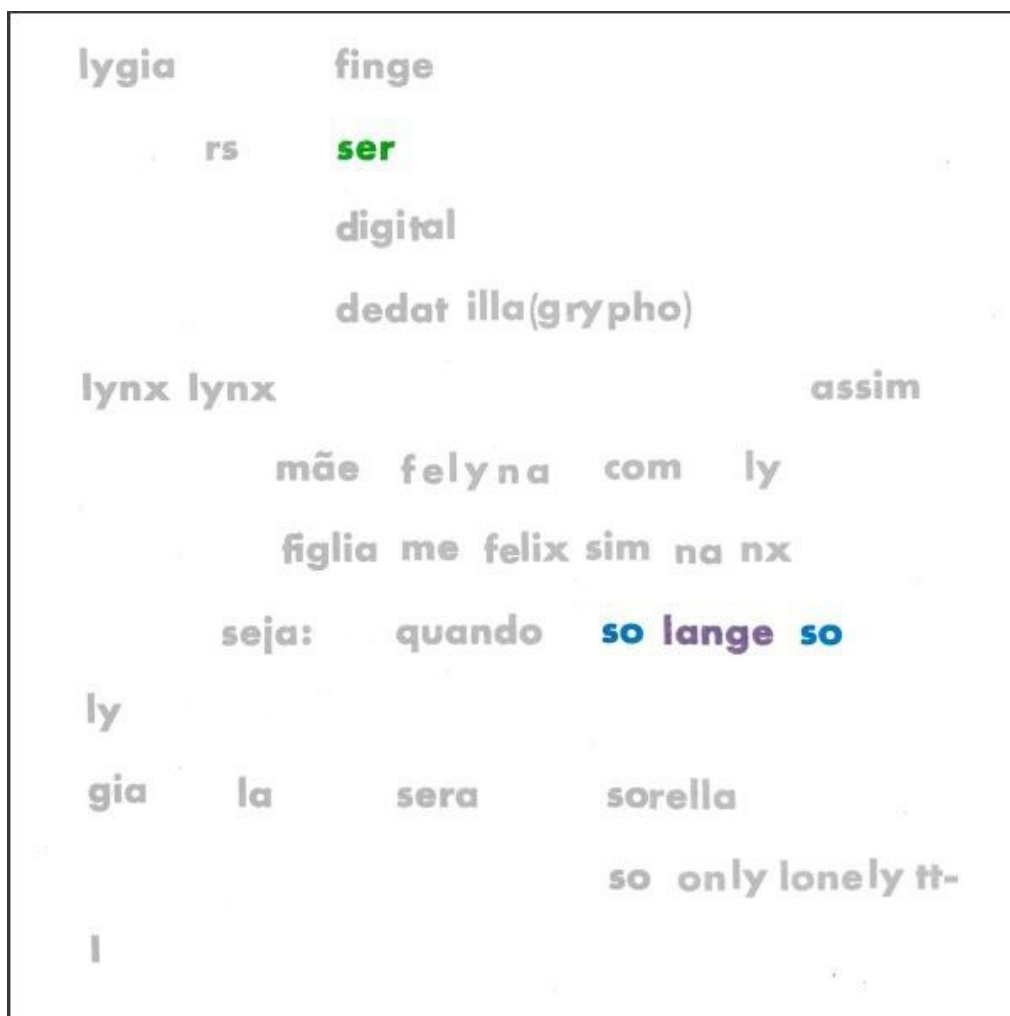 lygia finge
rs ser
digital
dedat illa(grypho)
lynx lynx assim
mãe felyna com ly
figlia me felix sim na nx
seja: quando so lange so
ly
gia la sera sorella
so only lonely tt-
l